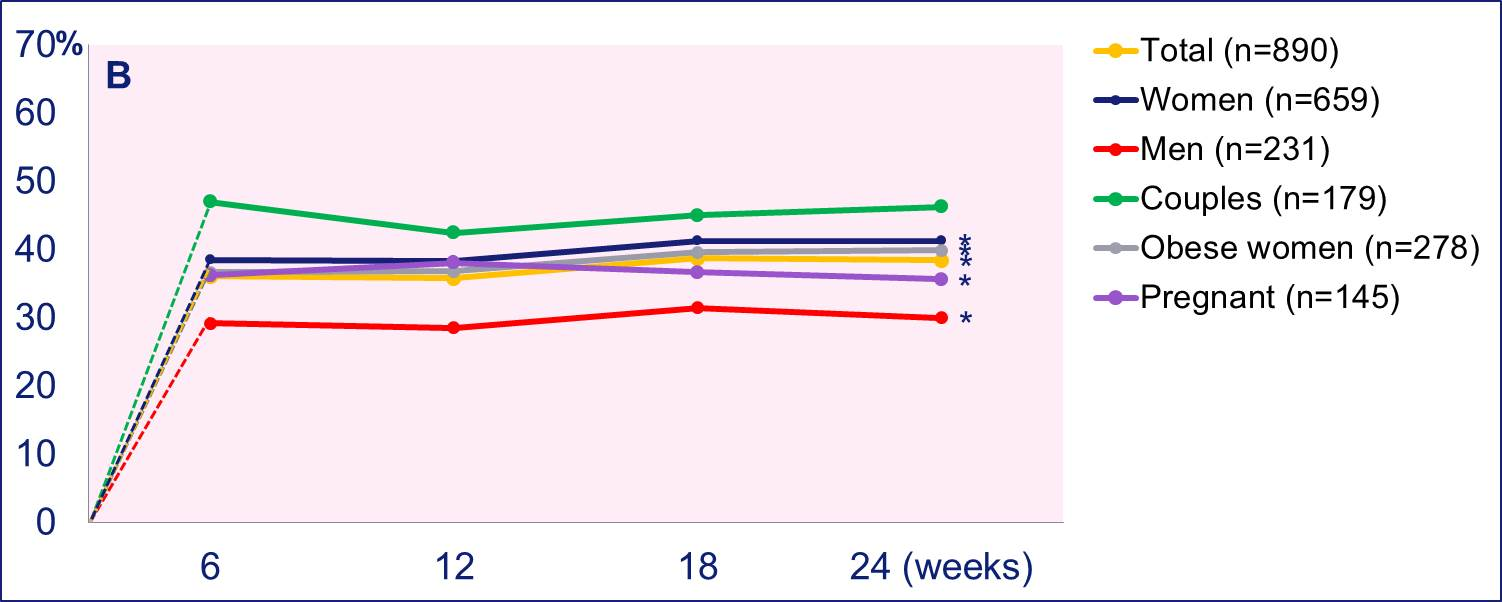 70%
B
60
50
40
30
20
10
0
6 12 18 24 (weeks)
*
*
*
*
*
Total (n=890)
Women (n=659)
Men (n=231)
Couples (n=179)
Obese women (n=278)
Pregnant (n=145)